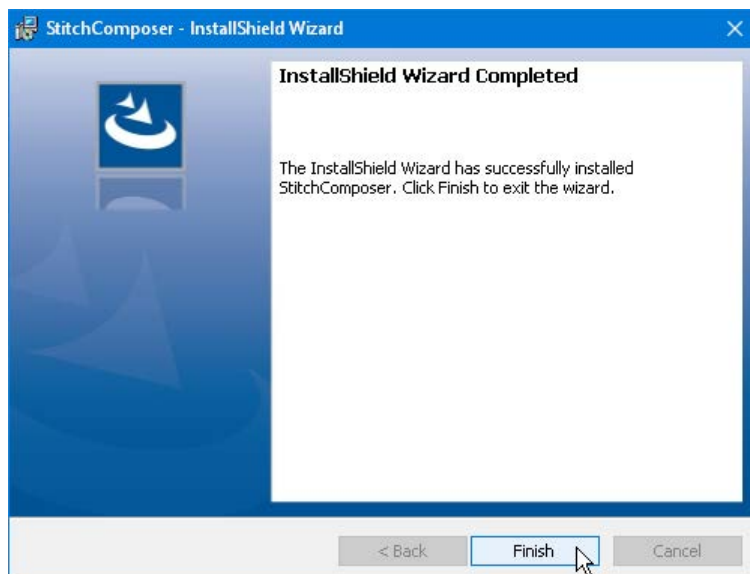 StitchComposer - InstallShield Wizard
InstallShield Wizard Completed
The InstallShield Wizard has successfully installed
StitchComposer. Click Finish to exit the wizard.
< Back Finish Cancel